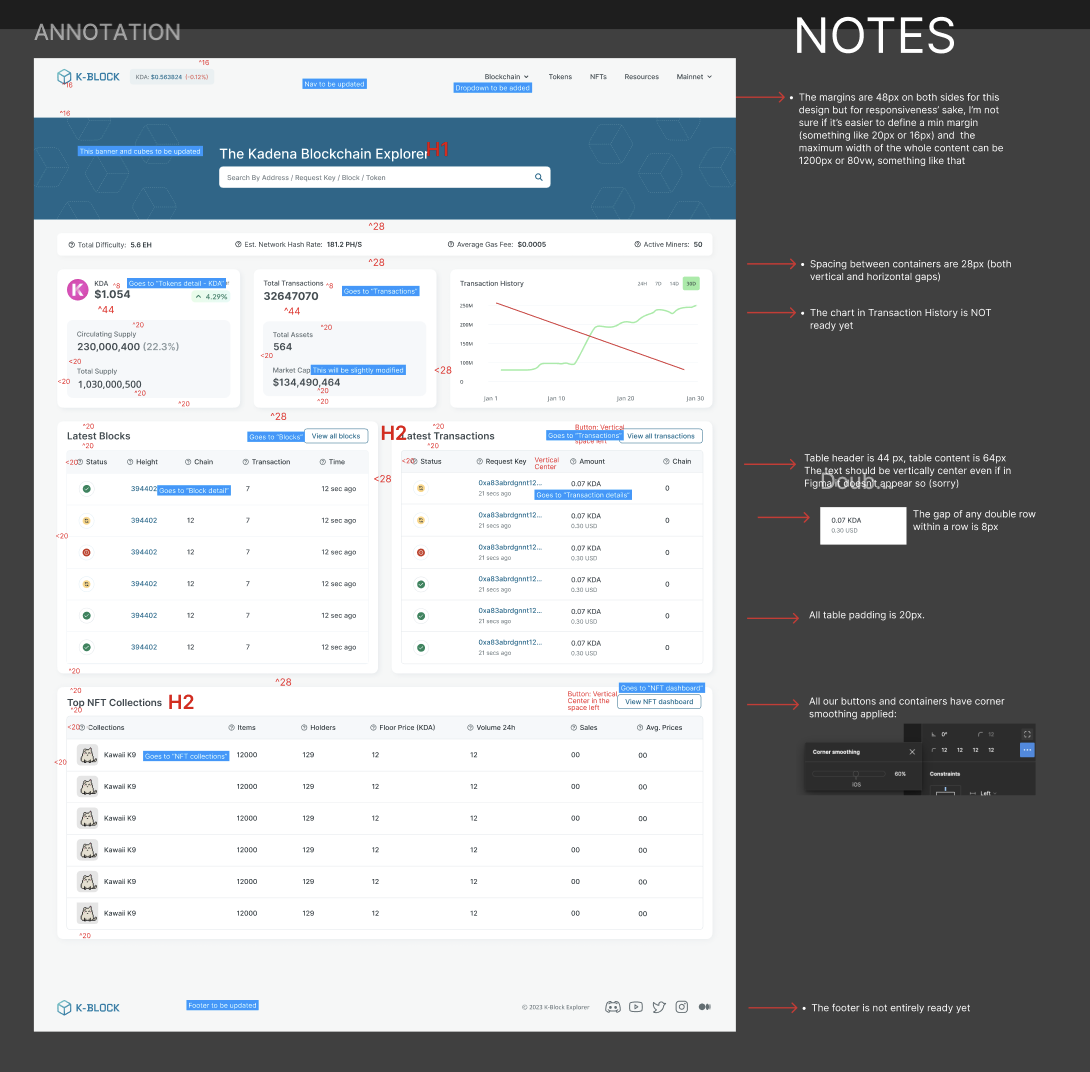 ANNOTATION
NOTES
^16
K-BLOCK
KDA: $0.563824 (-0.12%)
^16
Nav to be updated
Blockchain
Tokens
NFTs
Resources
Mainnet
Dropdown to be added
^16
This banner and cubes to be updated
The Kadena Blockchain Explorer
H1
Search By Address / Request Key / Block / Token
^28
Total Difficulty: 5.6 EH
Est. Network Hash Rate: 181.2 PH/S
Average Gas Fee: $0.0005
Active Miners: 50
^28
KDA
^8
Goes to "Tokens detail - KDA"
$1.054
4.29%
^44
^20
Circulating Supply
230,000,400 (22.3%)
<20
Total Supply
<20
1,030,000,500
^20
^20
Total Transactions
^8
32647070
Goes to "Transactions"
^44
^20
Total Assets
564
<20
Market Cap
This will be slightly modified
$134,490,464
^20
^20
<28
Transaction History
24H
7D
14D
30D
250M
200M
150M
100M
0
Jan 1
Jan 10
Jan 20
Jan 30
^28
^20
Latest Blocks
Goes to "Blocks"
View all blocks
^20
<20
Status
Height
Chain
Transaction
Time
394402
Goes to "Block detail"
12 sec ago
394402
12
7
12 sec ago
<20
394402
12
7
12 sec ago
394402
12
7
12 sec ago
394402
12
7
12 sec ago
394402
12
7
12 sec ago
^20
H2
^20
Latest Transactions
Button: Vertical
Goes to "Transactions"
space left
View all transactions
^20
<20
Status
Request Key
Vertical
Center
Amount
Chain
<28
0xa83abrdgnnt12...
21 secs ago
0.07 KDA
Goes to "Transaction details"
0
0xa83abrdgnnt12...
21 secs ago
0.07 KDA
0.30 USD
0
0xa83abrdgnnt12...
21 secs ago
0.07 KDA
0.30 USD
0
0xa83abrdgnnt12...
21 secs ago
0.07 KDA
0.30 USD
0
0xa83abrdgnnt12...
21 secs ago
0.07 KDA
0.30 USD
0
0xa83abrdgnnt12...
21 secs ago
0.07 KDA
0.30 USD
0
^28
^20
Top NFT Collections
H2
^20
Button: Vertical
Center in the
space left
Goes to "NFT dashboard"
View NFT dashboard
<20
Collections
Items
Holders
Floor Price (KDA)
Volume 24h
Sales
Avg. Prices
<20
Kawaii K9
Goes to "NFT collections"
12000
129
12
12
00
00
Kawaii K9
12000
129
12
12
00
00
Kawaii K9
12000
129
12
12
00
00
Kawaii K9
12000
129
12
12
00
00
Kawaii K9
12000
129
12
12
00
00
Kawaii K9
12000
129
12
12
00
00
^20
K-BLOCK
Footer to be updated
© 2023 K-Block Explorer
• The margins are 48px on both sides for this
design but for responsiveness' sake, I'm not
sure if it's easier to define a min margin
(something like 20px or 16px) and the
maximum width of the whole content can be
1200px or 80vw, something like that
• Spacing between containers are 28px (both
vertical and horizontal gaps)
• The chart in Transaction History is NOT
ready yet
Table header is 44 px, table content is 64px
The text should be vertically center even if in
Figma it doesn't appear so (sorry)
Doub...
0.07 KDA
0.30 USD
The gap of any double row
within a row is 8px
All table padding is 20px.
All our buttons and containers have corner
smoothing applied:
0°
12
12
12
12
Corner smoothing
60%
iOS
Constraints
Left
• The footer is not entirely ready yet